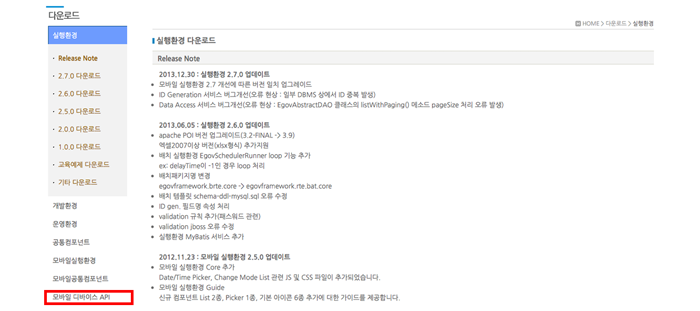 다운로드
HOME > 다운로드 > 실행환경
실행환경
Release Note
2.7.0 다운로드
2.6.0 다운로드
2.5.0 다운로드
2.0.0 다운로드
1.0.0 다운로드
교육예제 다운로드
기타 다운로드
개발환경
운영환경
공통컴포넌트
모바일실행환경
모바일공통컴포넌트
모바일 디바이스 API
실행환경 다운로드
Release Note
2013.12.30 : 실행환경 2.7.0 업데이트
모바일 실행환경 2.7 개선에 따른 버전 일치 업그레이드
ID Generation 서비스 버그개선(오류 현상 : 일부 DBMS 상에서 ID 중복 발생)
Data Access 서비스 버그개선(오류 현상 : EgovAbstractDAO 클래스의 listWithPaging() 메소드 pageSize 처리 오류 발생)
2013.06.05 : 실행환경 2.6.0 업데이트
apache POI 버전 업그레이드(3.2-FINAL -> 3.9)
엑셀2007이상 버전(xlsx형식) 추가지원
배치 실행환경 EgovSchedulerRunner loop 기능 추가
ex: delayTime이 -1인 경우 loop 처리
배치패키지명 변경
egovframework.brte.core -> egovframework.rte.bat.core
배치 템플릿 schema-ddl-mysql.sql 오류 수정
ID gen. 필드명 속성 처리
validation 규칙 추가(패스워드 관련)
validation jboss 오류 수정
실행환경 MyBatis 서비스 추가
2012.11.23 : 모바일 실행환경 2.5.0 업데이트
모바일 실행환경 Core 추가
Date/Time Picker, Change Mode List 관련 JS 및 CSS 파일이 추가되었습니다.
모바일 실행환경 Guide
신규 컴포넌트 List 2종, Picker 1종, 기본 아이콘 6종 추가에 대한 가이드를 제공합니다.